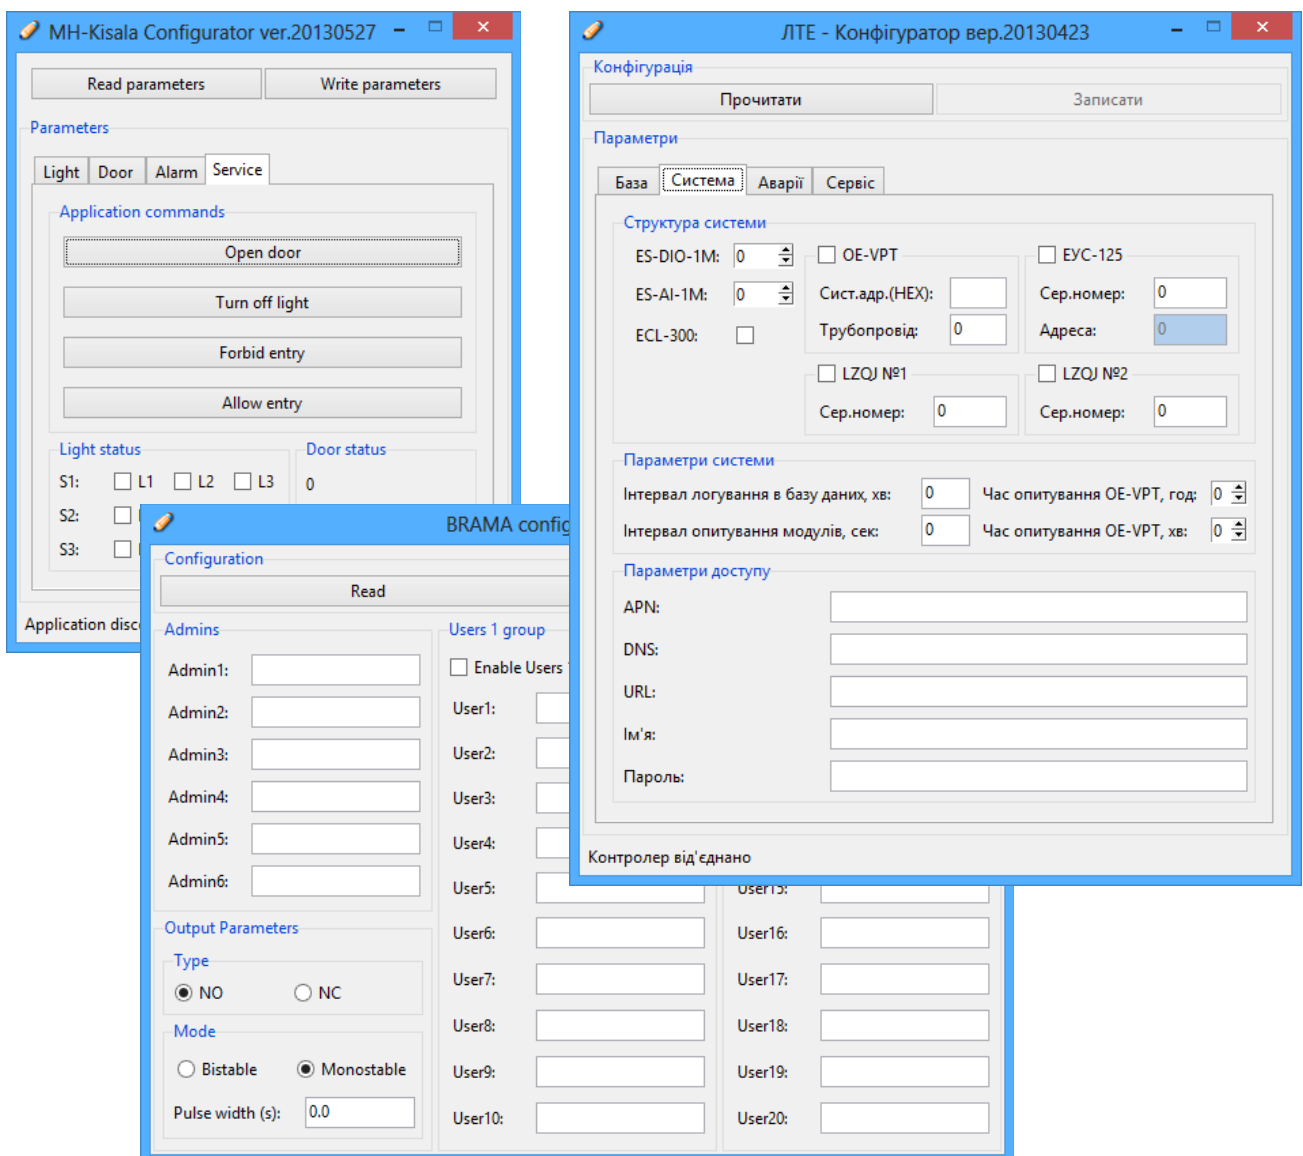 MH-Kisala Configurator ver.20130527
Read parameters Write parameters
Parameters
Light Door Alarm Service
Application commands
Open door
Turn off light
Forbid entry
Allow entry
Light status Door status
S1: L1 L2 L3 0
S2:
S3:
Application
ЛТЕ - Конфігуратор вер.20130423
Конфігурація
Прочитати Записати
Параметри
База Система Аварії Сервіс
Структура системи
ES-DIO-1M: 0 OE-VPT ЕУС-125
ES-AI-1M: 0 Сист.адр.(HEX): Сер.номер: 0
ECL-300: Трубопровід: 0 Адреса: 0
LZQJ №1 LZQJ №2
Сер.номер: 0 Сер.номер: 0
Параметри системи
Інтервал логування в базу даних, хв: 0 Час опитування OE-VPT, год: 0
Інтервал опитування модулів, сек: 0 Час опитування OE-VPT, хв: 0
Параметри доступу
APN:
DNS:
URL:
Ім'я:
Пароль:
Контролер від'єднано
BRAMA config
Configuration
Read
Admins Users 1 group
Enable Users
Admin1:
Admin2:
Admin3:
Admin4:
Admin5:
Admin6:
User1:
User2:
User3:
User4:
User5: User15:
User6: User16:
User7: User17:
User8: User18:
User9: User19:
User10: User20:
Output Parameters
Type
NO NC
Mode
Bistable Monostable
Pulse width (s): 0.0